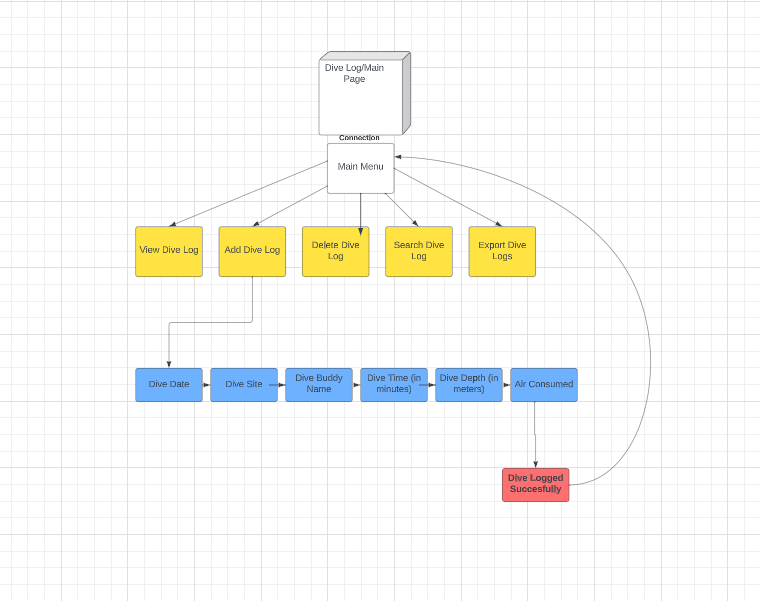 Dive Log/Main
Page
Connection
Main Menu
View Dive Log
Add Dive Log
Delete Dive
Log
Search Dive
Log
Export Dive
Logs
Dive Date
Dive Site
Dive Buddy
Name
Dive Time (in
minutes)
Dive Depth (in
meters)
Air Consumed
Dive Logged
Succesfully